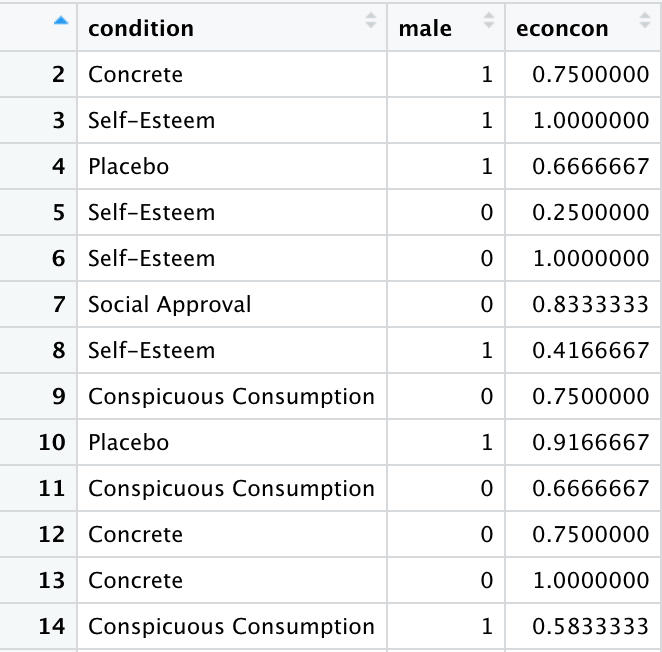 condition male econcon
2 Concrete 1 0.7500000
3 Self-Esteem 1 1.0000000
4 Placebo 1 0.6666667
5 Self-Esteem 0 0.2500000
6 Self-Esteem 0 1.0000000
7 Social Approval 0 0.8333333
8 Self-Esteem 1 0.4166667
9 Conspicuous Consumption 0 0.7500000
10 Placebo 1 0.9166667
11 Conspicuous Consumption 0 0.6666667
12 Concrete 0 0.7500000
13 Concrete 0 1.0000000
14 Conspicuous Consumption 1 0.5833333